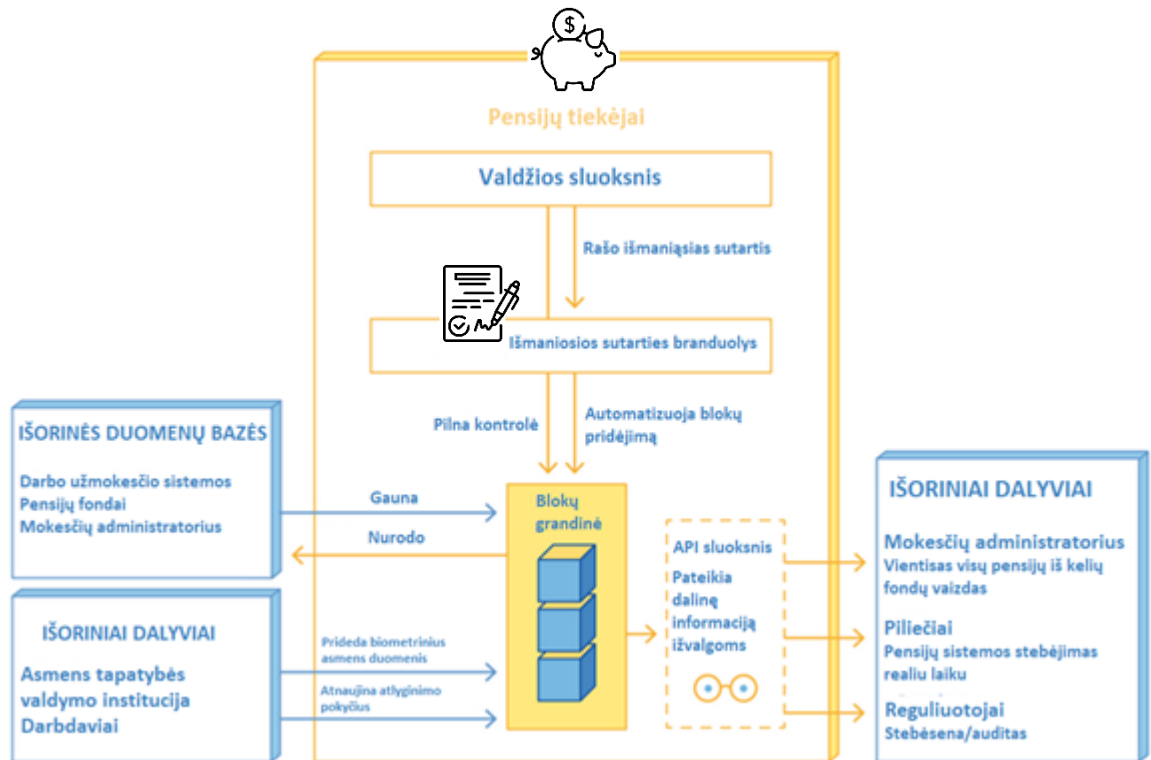 $
Pensijų tiekėjai
Valdžios sluoksnis
Rašo išmaniąsias sutartis
Išmaniosios sutarties branduolys
Pilna kontrolė
Automatizuoja blokų
pridėjimą
IŠORINĖS DUOMENŲ BAZĖS
Darbo užmokesčio sistemos
Pensijų fondai
Mokesčių administratorius
Gauna
Nurodo
IŠORINIAI DALYVIAI
Asmens tapatybės
valdymo institucija
Darbdaviai
Prideda biometrinius
asmens duomenis
Atnaujina atlyginimo
pokyčius
Blokų
grandinė
API sluoksnis
Pateikia
dalinę
informaciją
ižvalgoms
IŠORINIAI DALYVIAI
Mokesčių administratorius
Vientisas visų pensijų iš kelių
fondų vaizdas
Piliečiai
Pensijų sistemos stebėjimas
realiu laiku
Reguliuotojai
Stebėsena/auditas